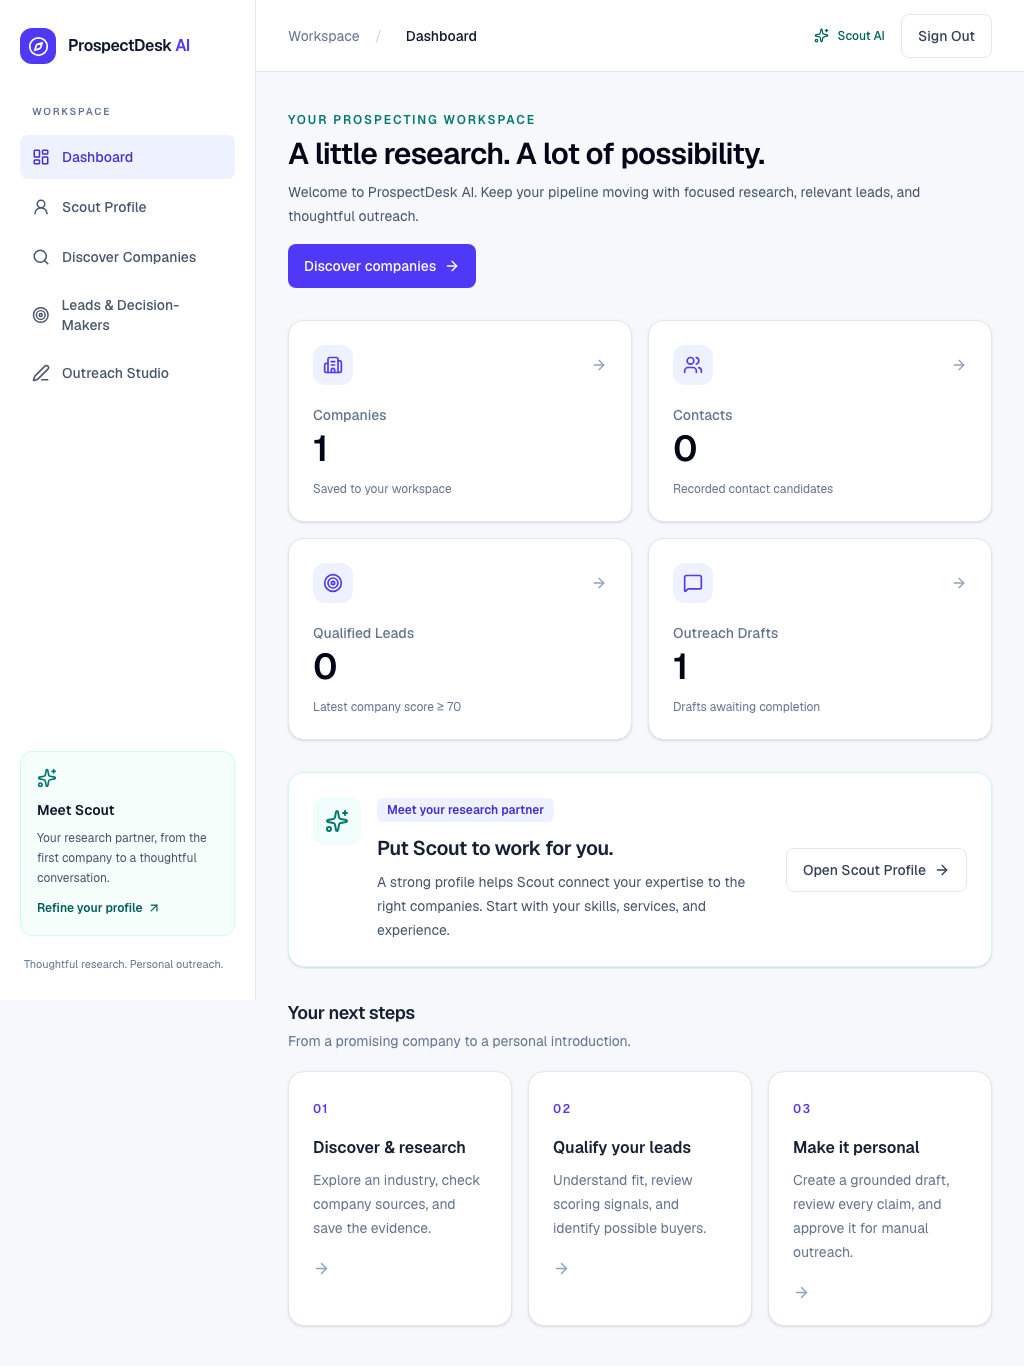 ProspectDesk AI
WORKSPACE
Dashboard
Scout Profile
Discover Companies
Leads & Decision-
Makers
Outreach Studio
Meet Scout
Your research partner, from the
first company to a thoughtful
conversation.
Refine your profile
Thoughtful research. Personal outreach.
Workspace / Dashboard
Scout AI
Sign Out
YOUR PROSPECTING WORKSPACE
A little research. A lot of possibility.
Welcome to ProspectDesk AI. Keep your pipeline moving with focused research, relevant leads, and
thoughtful outreach.
Discover companies
Companies
1
Saved to your workspace
Contacts
0
Recorded contact candidates
Qualified Leads
0
Latest company score ≥ 70
Outreach Drafts
1
Drafts awaiting completion
Meet your research partner
Put Scout to work for you.
A strong profile helps Scout connect your expertise to the
right companies. Start with your skills, services, and
experience.
Open Scout Profile
Your next steps
From a promising company to a personal introduction.
01
Discover & research
Explore an industry, check
company sources, and
save the evidence.
02
Qualify your leads
Understand fit, review
scoring signals, and
identify possible buyers.
03
Make it personal
Create a grounded draft,
review every claim, and
approve it for manual
outreach.